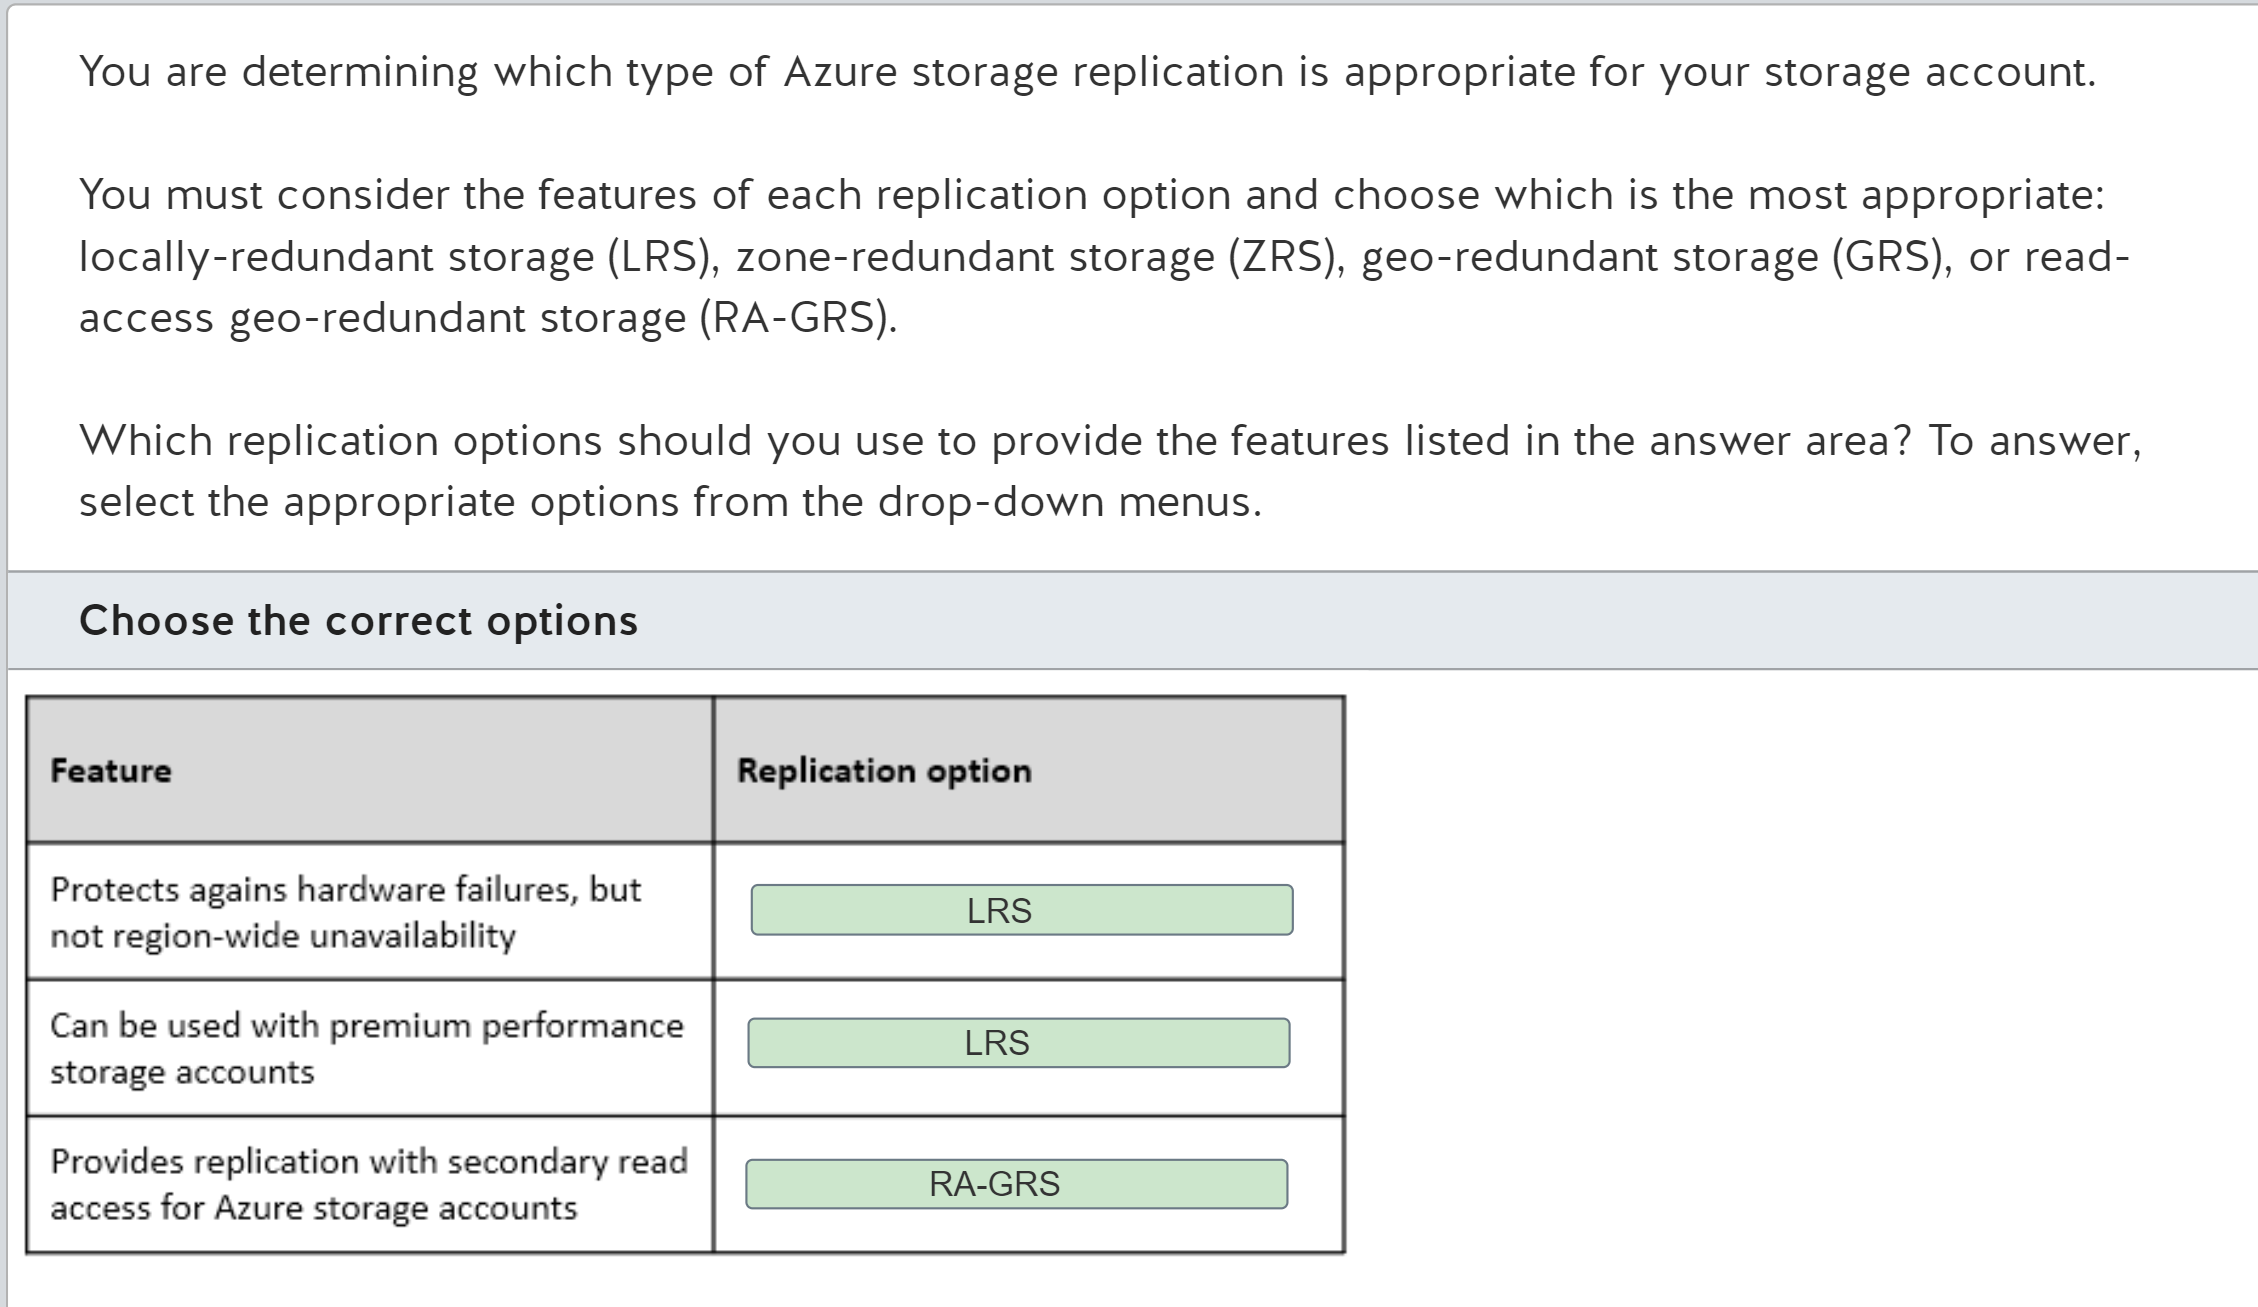 You are determining which type of Azure storage replication is appropriate for your storage account.
You must consider the features of each replication option and choose which is the most appropriate:
locally-redundant storage (LRS), zone-redundant storage (ZRS), geo-redundant storage (GRS), or read-
access geo-redundant storage (RA-GRS).
Which replication options should you use to provide the features listed in the answer area? To answer,
select the appropriate options from the drop-down menus.
Choose the correct options
Feature
Replication option
Protects agains hardware failures, but
not region-wide unavailability
LRS
Can be used with premium performance
storage accounts
LRS
Provides replication with secondary read
access for Azure storage accounts
RA-GRS